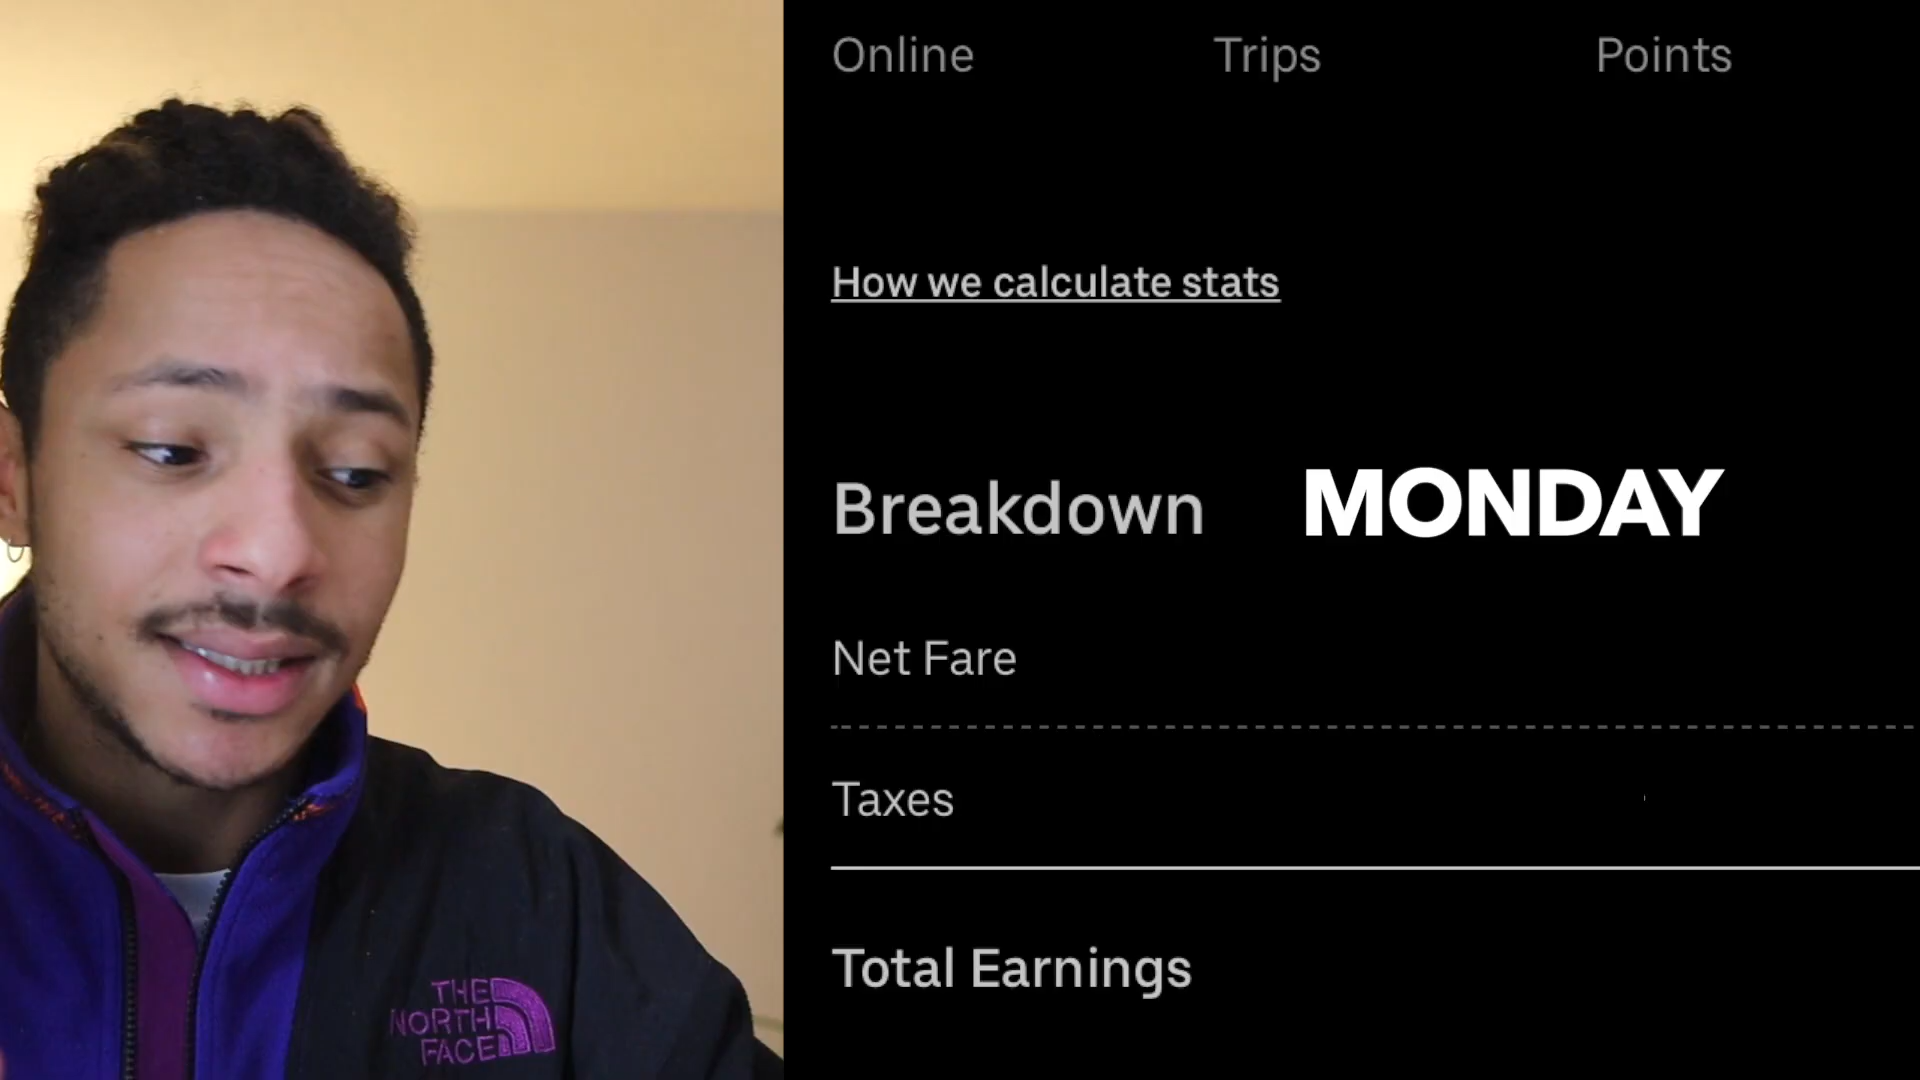 Online Trips Points
How we calculate stats
Breakdown MONDAY
Net Fare
Taxes
Total Earnings
THE
NORTH
FACE